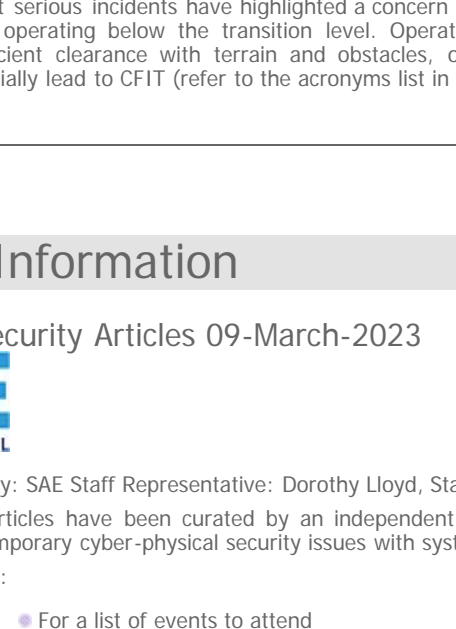 t serious incidents have highlighted a concern
operating below the transition level. Operat
cient clearance with terrain and obstacles, o
ially lead to CFIT (refer to the acronyms list in
Information
ecurity Articles 09-March-2023
E
L
y: SAE Staff Representative: Dorothy Lloyd, Sta
rticles have been curated by an independent
mporary cyber-physical security issues with syst
:
For a list of events to attend